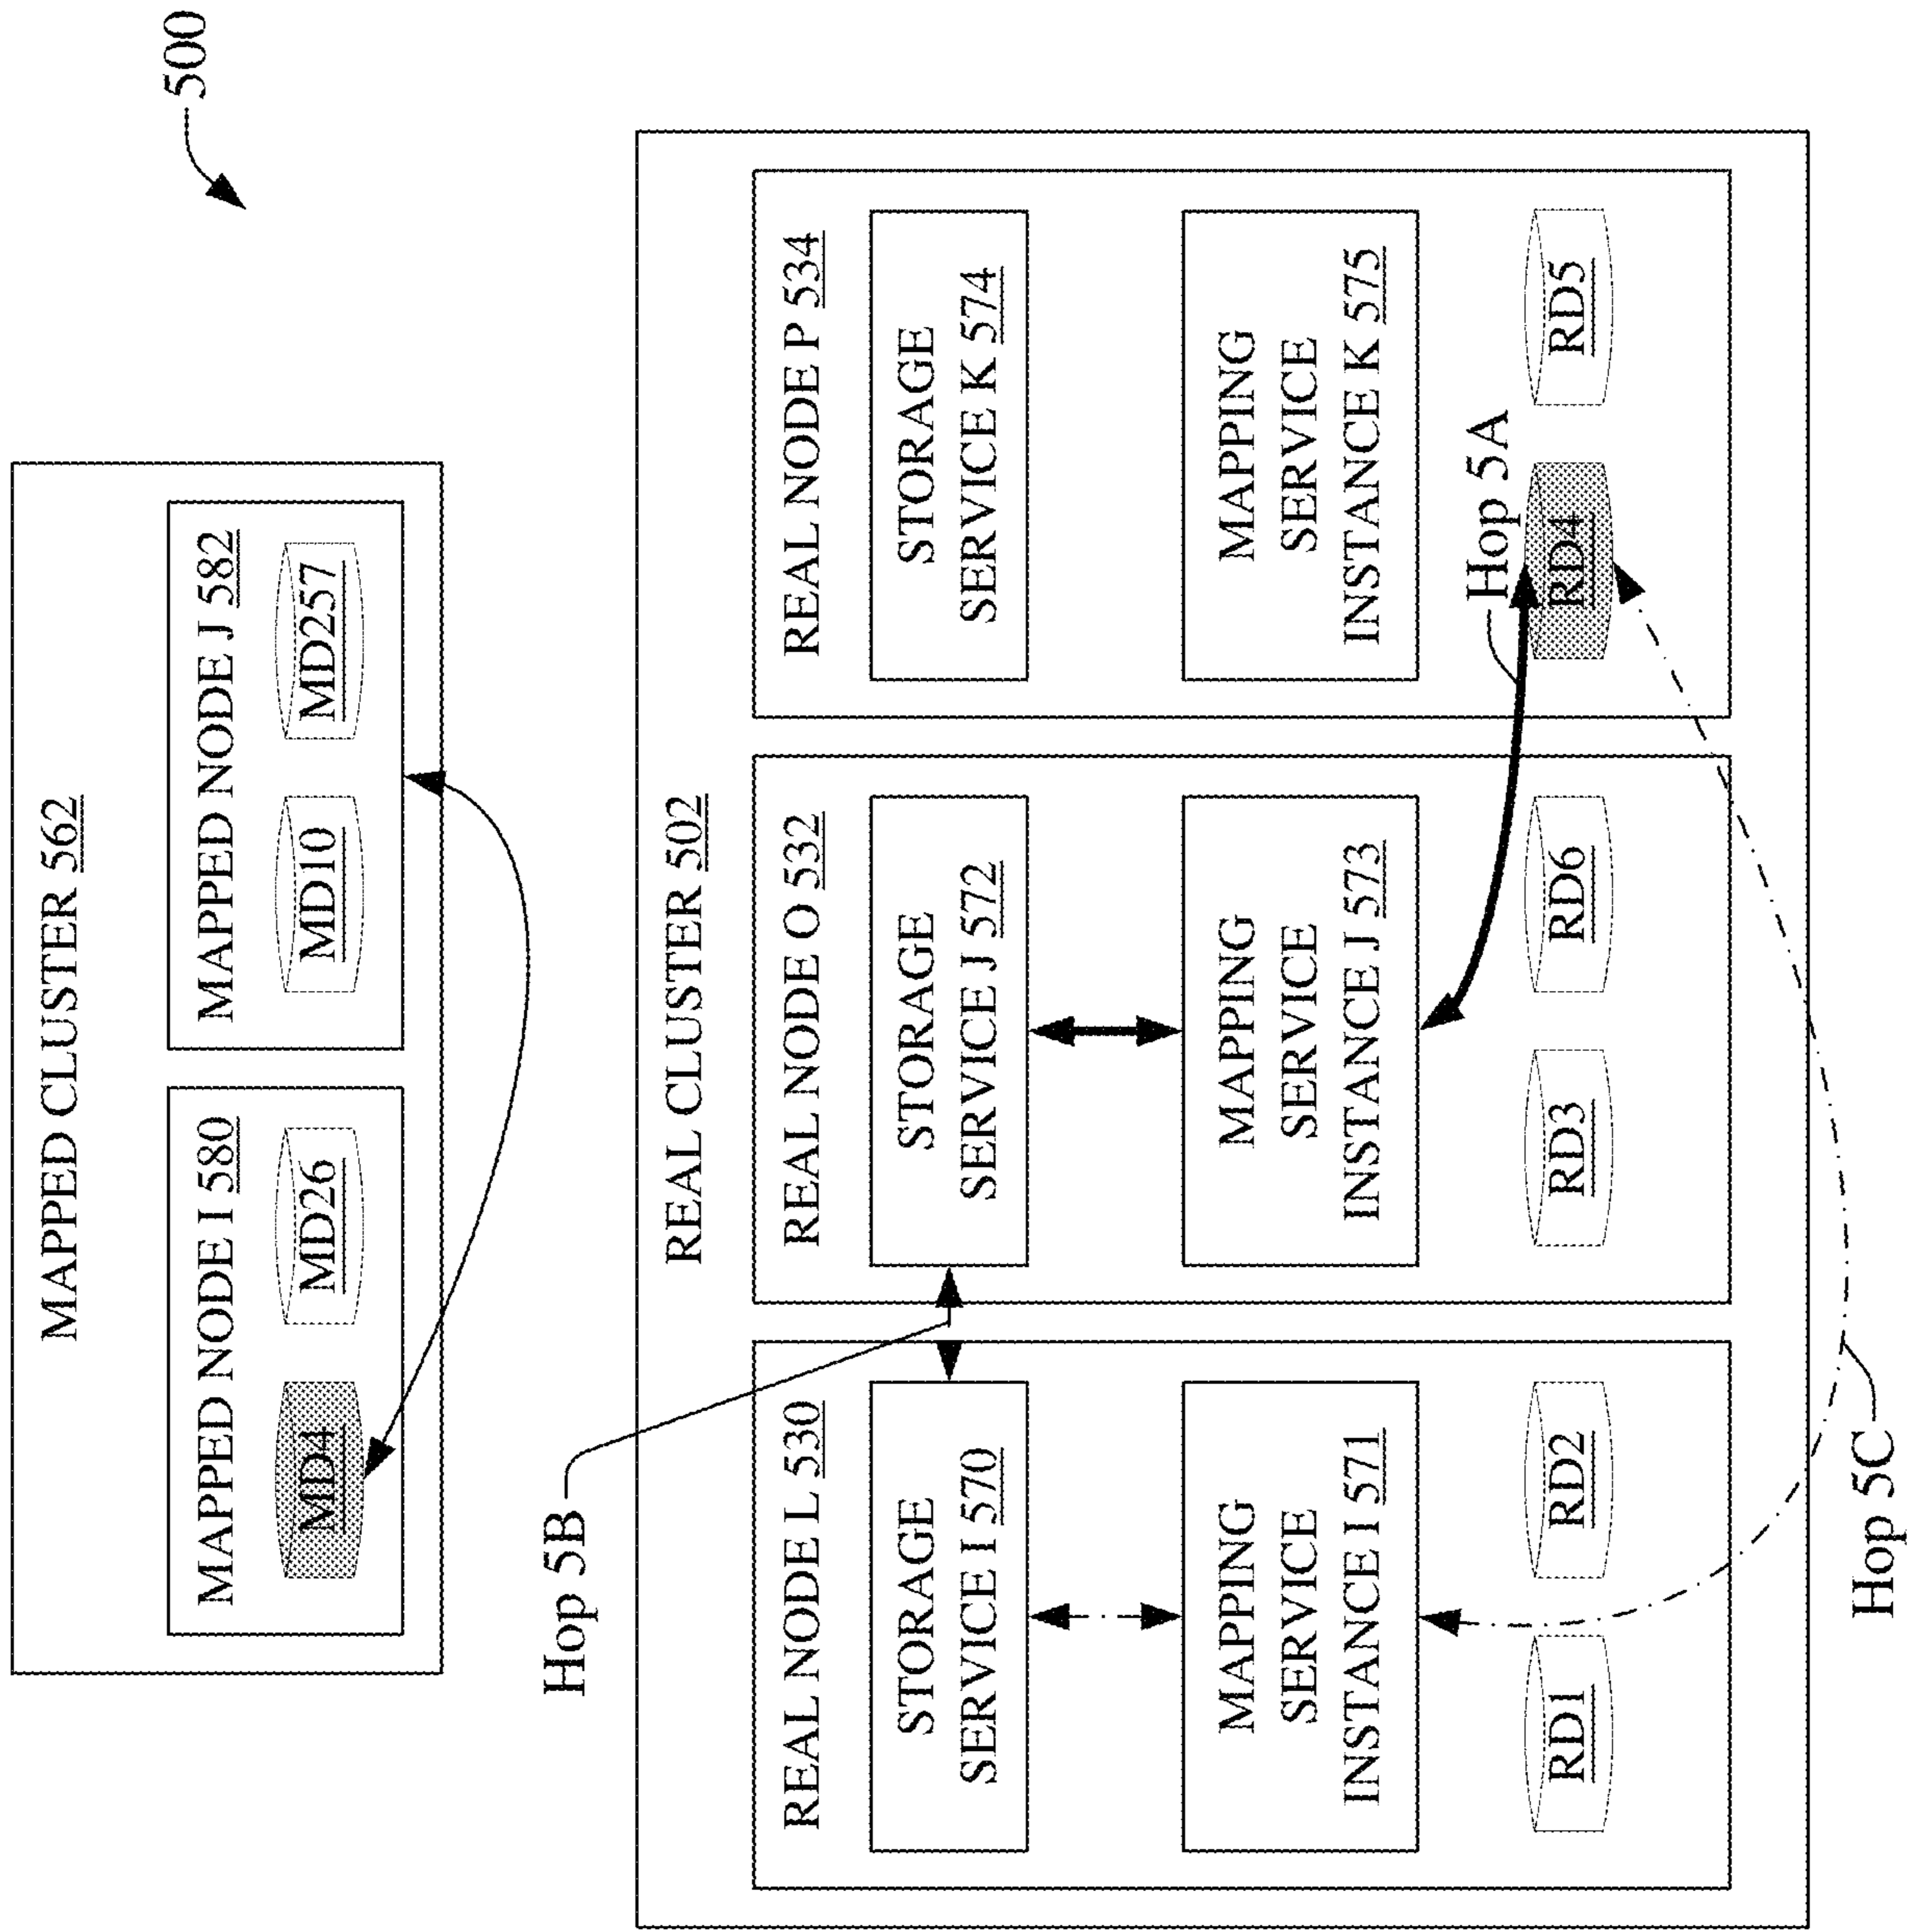 500
MAPPED CLUSTER 562
MAPPED NODE I 580
MD4
MD26
MAPPED NODE J 582
MD10
MD257
Hop 5B
REAL CLUSTER 502
REAL NODE L 530
STORAGE
SERVICE I 570
MAPPING
SERVICE
INSTANCE I 571
RD1
RD2
REAL NODE O 532
STORAGE
SERVICE J 572
MAPPING
SERVICE
INSTANCE J 573
RD3
RD6
REAL NODE P 534
STORAGE
SERVICE K 574
MAPPING
SERVICE
INSTANCE K 575
Hop 5A
RD4
RD5
Hop 5C